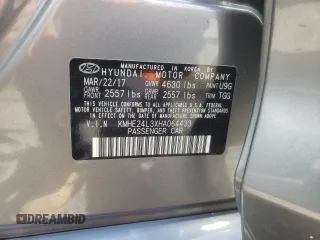 MANUFACTURED IN KOREA BY
HYUNDAI MOTOR COMPANY
MAR/22/17 GVWR 4630 lbs PAINT U9G
GAWR FRONT 2557 lbs GAWR REAR 2557 lbs TRIM TGG
THIS VEHICLE CONFORMS TO ALL APPLICABLE U.S. FEDERAL MOTOR VEHICLE SAFETY, BUMPER, AND THEFT PREVENTION STANDARDS IN EFFECT ON THE DATE OF MANUFACTURE SHOWN ABOVE.
V.I.N KMHE24L3XHA064433
PASSENGER CAR
DREAMBID